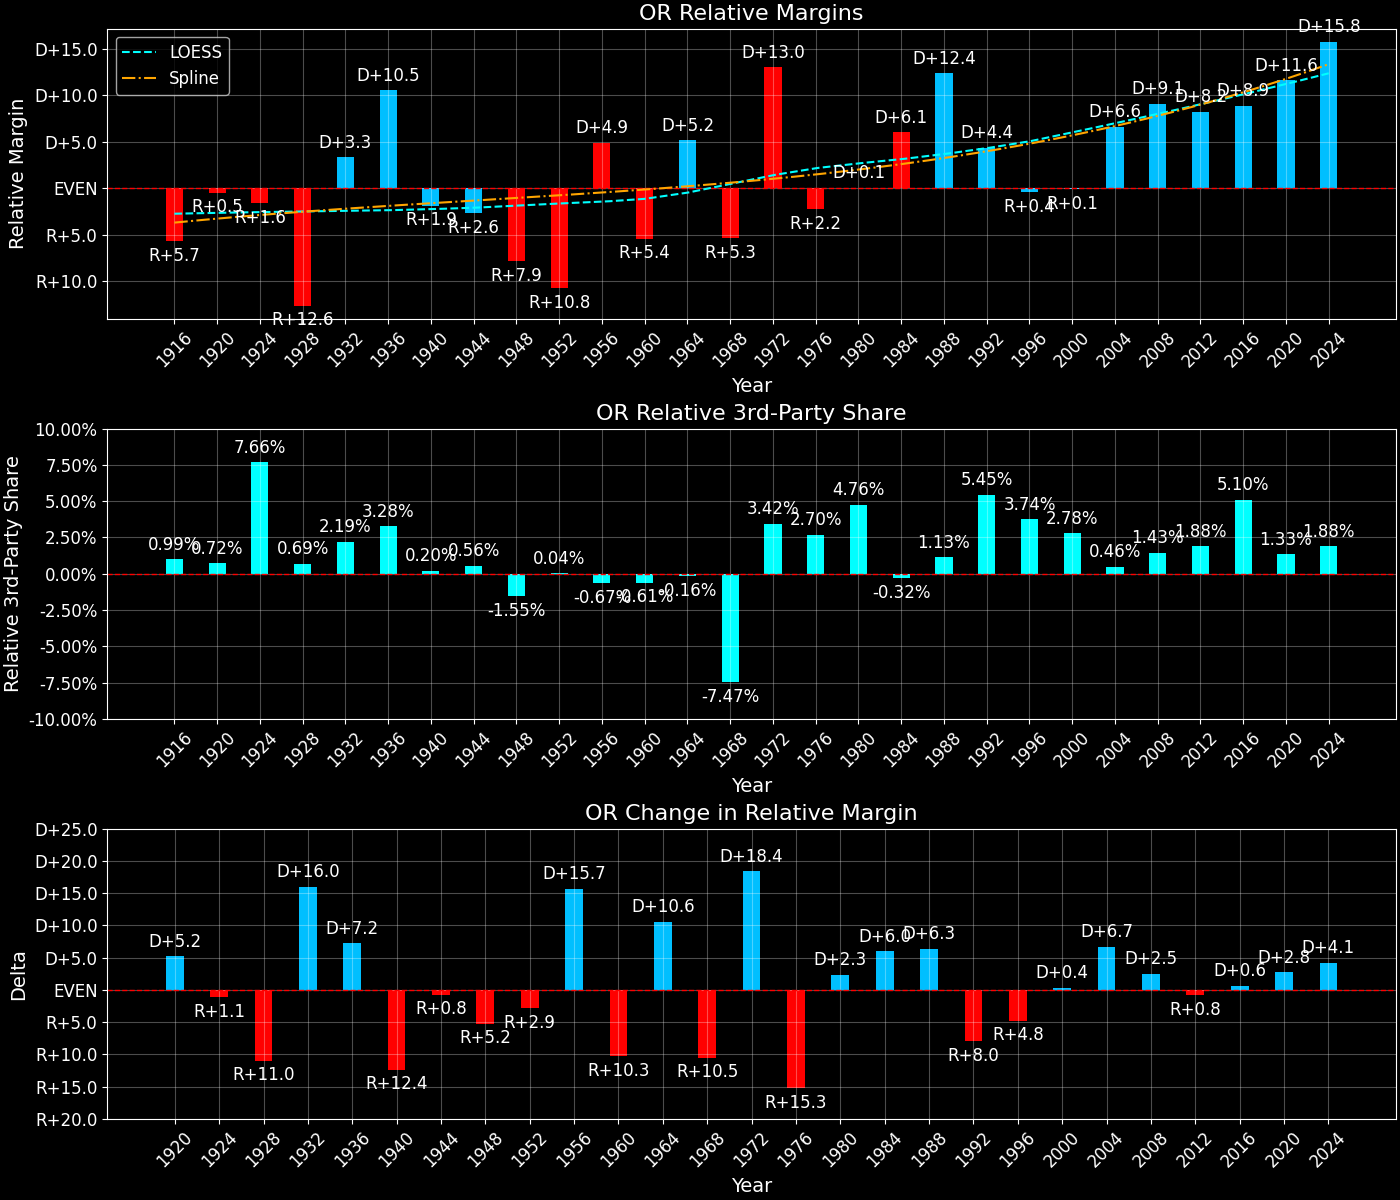 OR Relative Margins
LOESS
Spline
Relative Margin
D+15.0
D+10.0
D+5.0
EVEN
R+5.0
R+10.0
R+5.7
R+0.5
R+1.6
R+12.6
D+3.3
D+10.5
R+1.9
R+2.6
R+7.9
R+10.8
D+4.9
R+5.4
D+5.2
R+5.3
D+13.0
R+2.2
D+0.1
D+6.1
D+12.4
D+4.4
R+0.4
R+0.1
D+6.6
D+9.1
D+8.2
D+8.9
D+11.6
D+15.8
1916 1920 1924 1928 1932 1936 1940 1944 1948 1952 1956 1960 1964 1968 1972 1976 1980 1984 1988 1992 1996 2000 2004 2008 2012 2016 2020 2024
Year
OR Relative 3rd-Party Share
Relative 3rd-Party Share
10.00%
7.50%
5.00%
2.50%
0.00%
-2.50%
-5.00%
-7.50%
-10.00%
0.99%
0.72%
7.66%
0.69%
2.19%
3.28%
0.20%
0.56%
-1.55%
0.04%
-0.67%
-0.61%
-0.16%
-7.47%
3.42%
2.70%
4.76%
-0.32%
1.13%
5.45%
3.74%
2.78%
0.46%
1.43%
1.88%
5.10%
1.33%
1.88%
1916 1920 1924 1928 1932 1936 1940 1944 1948 1952 1956 1960 1964 1968 1972 1976 1980 1984 1988 1992 1996 2000 2004 2008 2012 2016 2020 2024
Year
OR Change in Relative Margin
Delta
D+25.0
D+20.0
D+15.0
D+10.0
D+5.0
EVEN
R+5.0
R+10.0
R+15.0
R+20.0
D+5.2
R+1.1
R+11.0
D+16.0
D+7.2
R+12.4
R+0.8
R+5.2
R+2.9
D+15.7
R+10.3
D+10.6
R+10.5
D+18.4
R+15.3
D+2.3
D+6.0
D+6.3
R+8.0
R+4.8
D+0.4
D+6.7
D+2.5
R+0.8
D+0.6
D+2.8
D+4.1
1920 1924 1928 1932 1936 1940 1944 1948 1952 1956 1960 1964 1968 1972 1976 1980 1984 1988 1992 1996 2000 2004 2008 2012 2016 2020 2024
Year